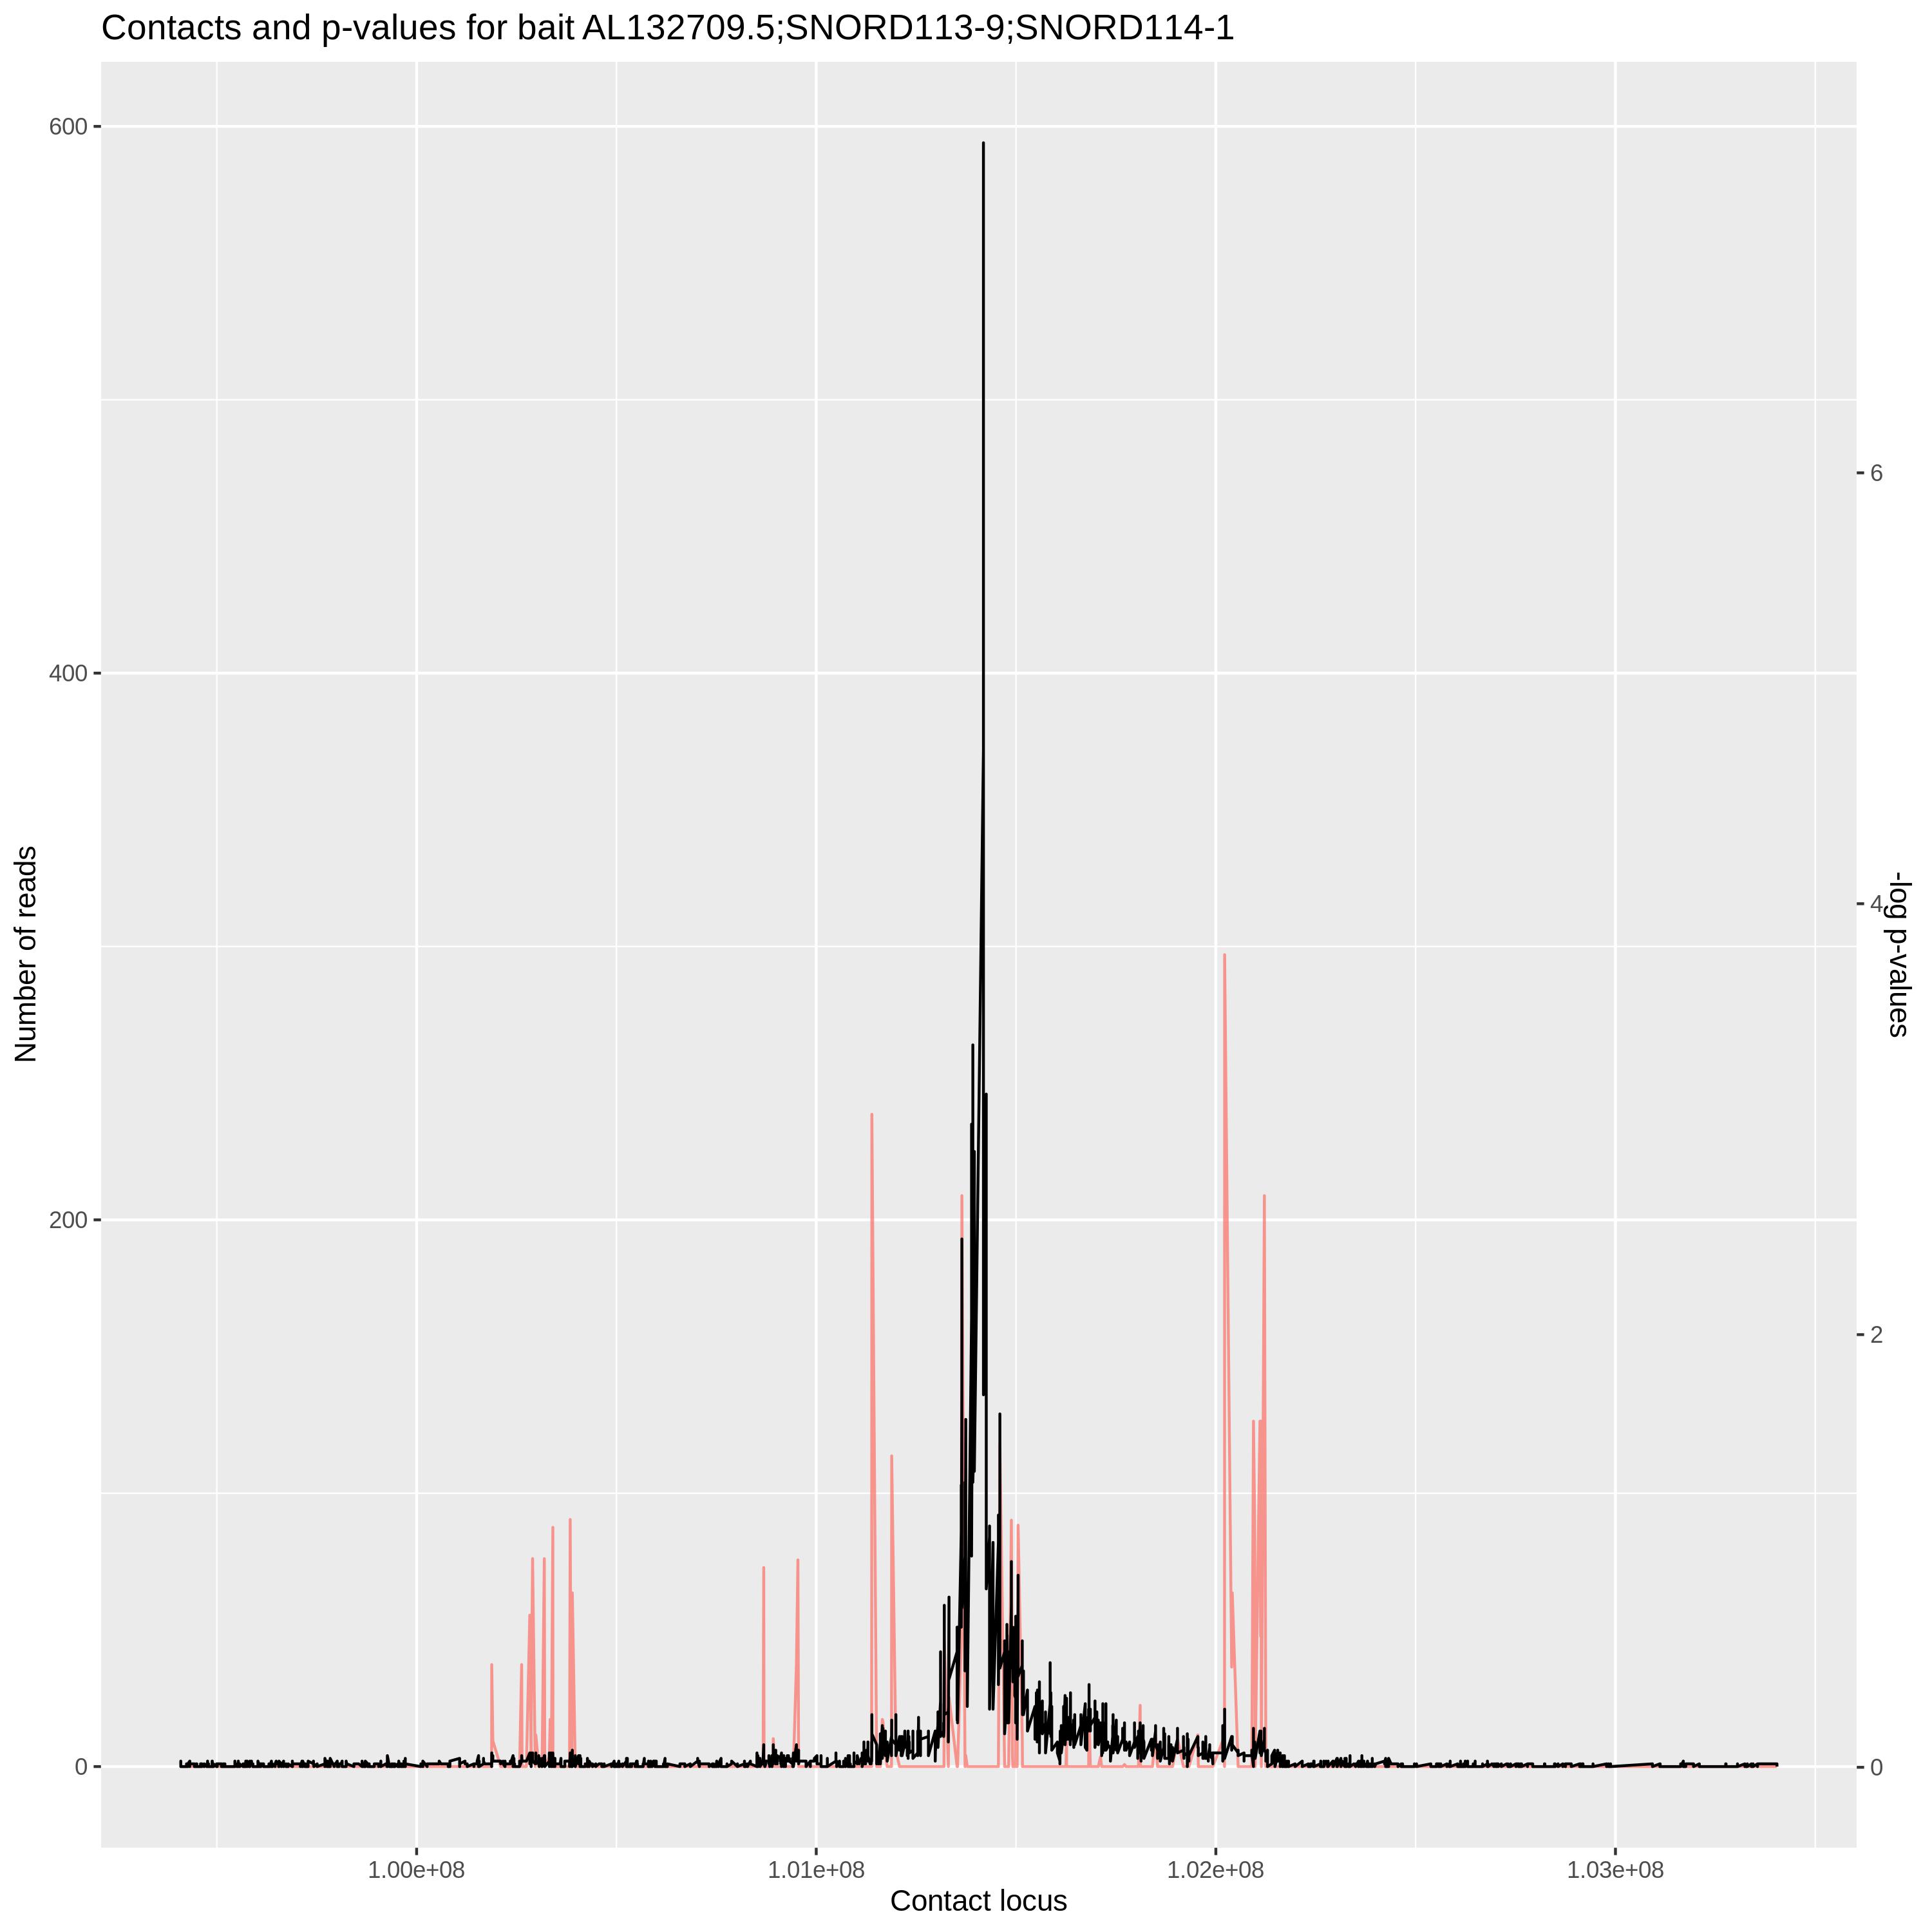 Contacts and p-values for bait AL132709.5;SNORD113-9;SNORD114-1
600
400
200
0
Number of reads
6
4
2
0
-log p-values
1.00e+08
1.01e+08
1.02e+08
1.03e+08
Contact locus